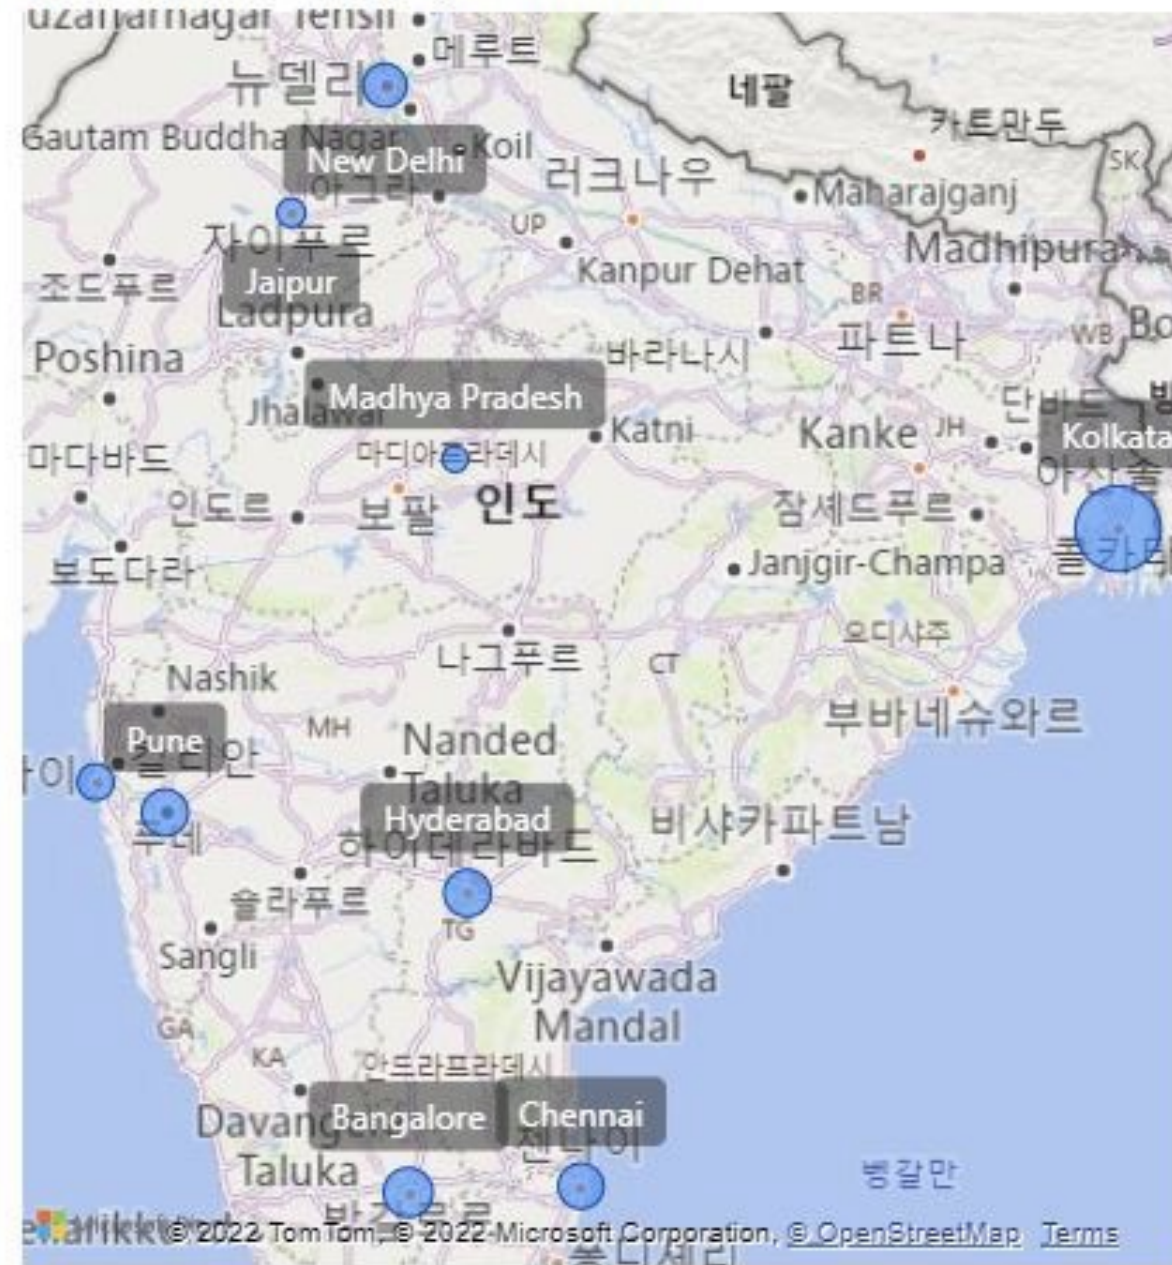 메루트
뉴델리
네팔
카트만두
Gautam Buddha Nagar
Koil
New Delhi
SK
러크나우
아그라
Maharajganj
UP
자이푸르
Madhipura
Kanpur Dehat
Jaipur
조드푸르
BR
Ladpura
WB
파트나
바라나시
Poshina
Madhya Pradesh
단바드
Jhalawar
Katni
Kanke
JH
Kolkata
마디아프라데시
마다바드
아산솔
인도르
보팔
인도
잠셰드푸르
보도다라
Janjgir-Champa
오디샤주
나그푸르
CT
Nashik
부바네슈와르
MH
Pune
Nanded
Taluka
Hyderabad
비샤카파트남
푸네
하이데라바드
숄라푸르
TG
Sangli
Vijayawada
Mandal
GA
KA
안드라프라데시
Bangalore
Chennai
첸나이
Taluka
벵갈만
© 2022 TomTom, © 2022 Microsoft Corporation, © OpenStreetMap Terms